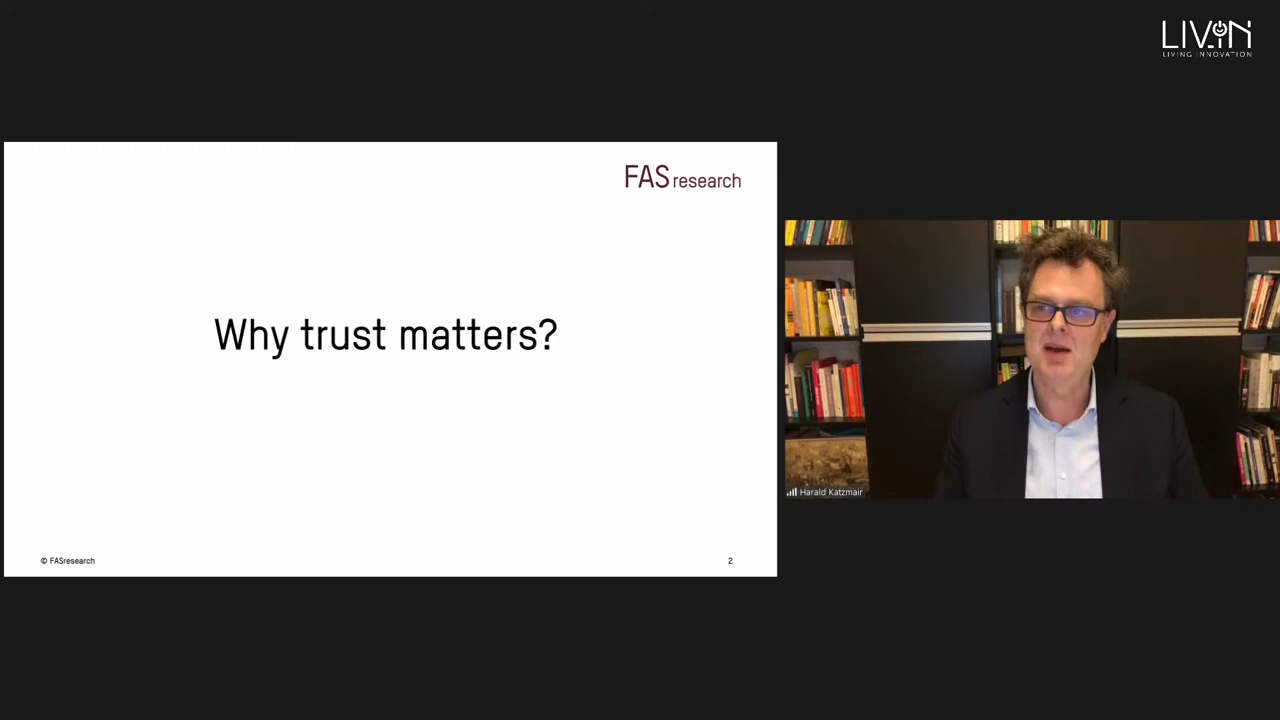 LIVIN
LIVING INNOVATION
FAS research
Why trust matters?
Harald Katzmair
© FASresearch
2